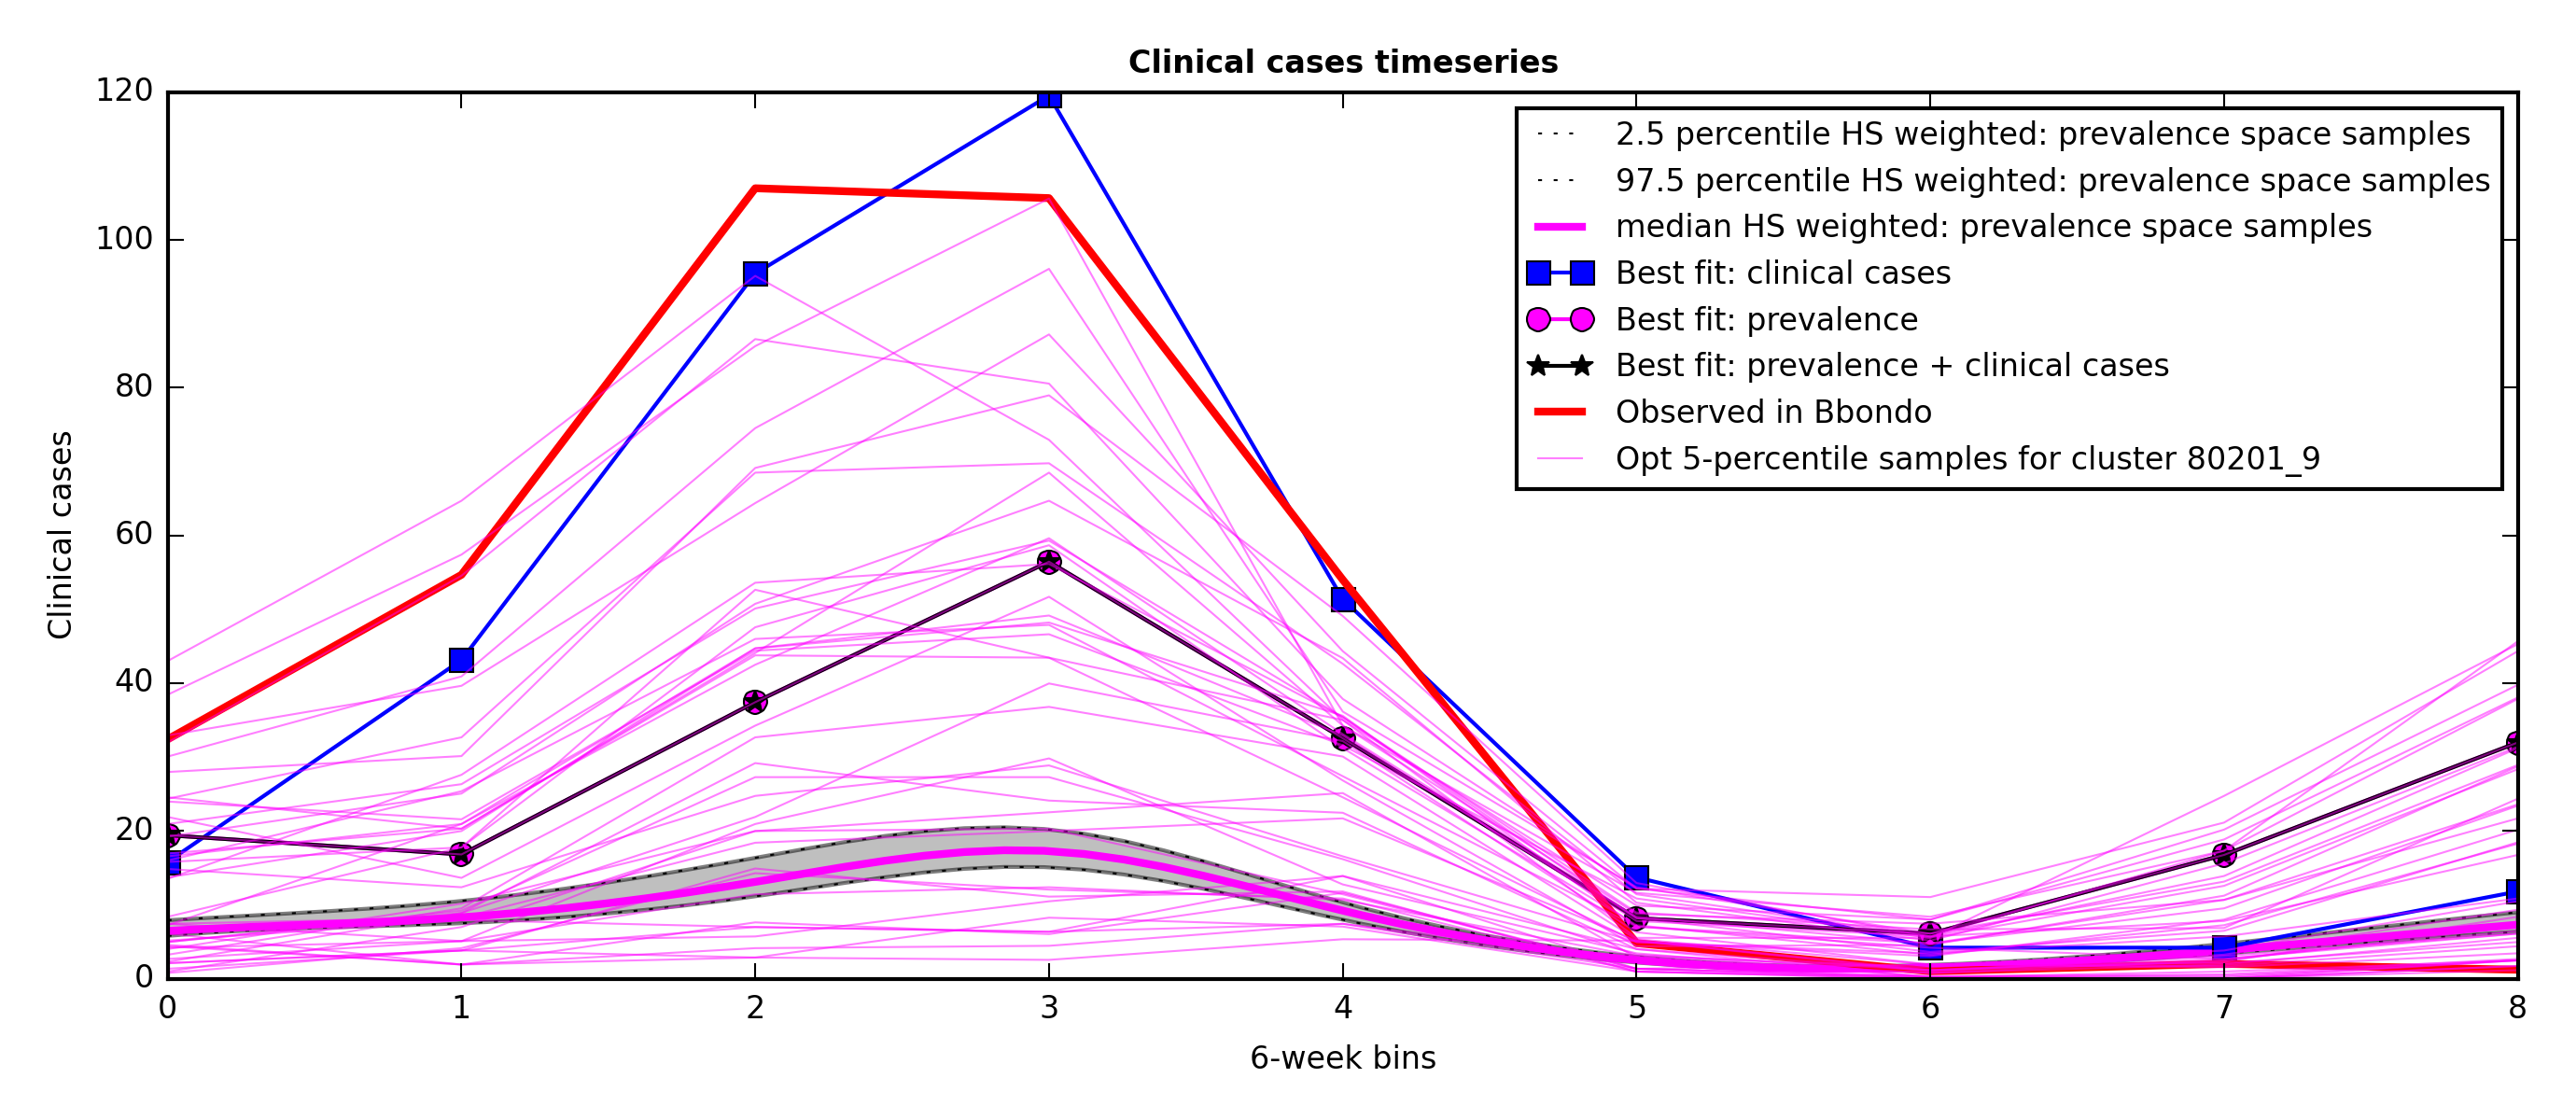 Clinical cases timeseries
120
100
80
60
40
20
0
Clinical cases
2.5 percentile HS weighted: prevalence space samples
97.5 percentile HS weighted: prevalence space samples
median HS weighted: prevalence space samples
Best fit: clinical cases
Best fit: prevalence
Best fit: prevalence + clinical cases
Observed in Bbondo
Opt 5-percentile samples for cluster 80201_9
0 1 2 3 4 5 6 7 8
6-week bins